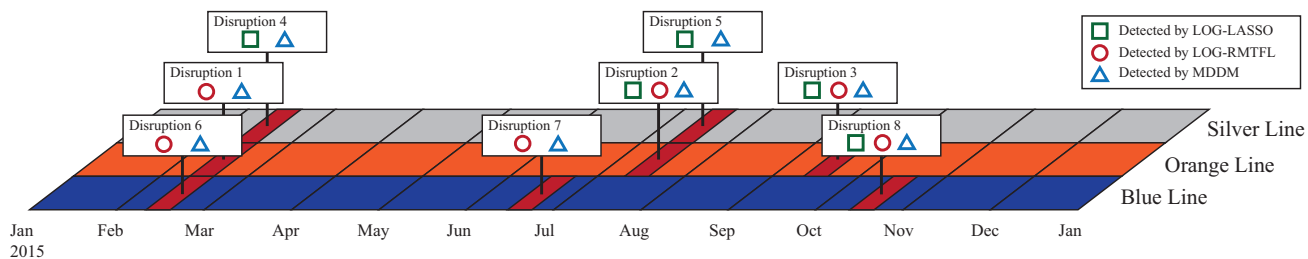 Disruption 4
Disruption 5
Detected by LOG-LASSO
Detected by LOG-RMTFL
Detected by MDDM
Disruption 1
Disruption 2
Disruption 3
Disruption 6
Disruption 7
Disruption 8
Silver Line
Orange Line
Blue Line
Jan Feb Mar Apr May Jun Jul Aug Sep Oct Nov Dec Jan
2015